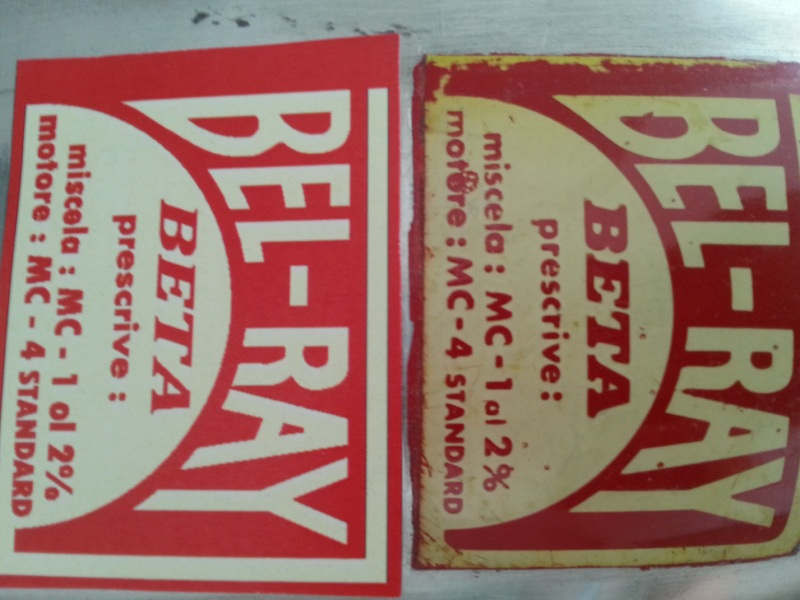 BEL-RAY
BETA
prescrive :
miscela : MC - 1 al 2%
motore : MC - 4 STANDARD
BEL-RAY
BETA
prescrive :
miscela : MC - 1 al 2%
motore : MC - 4 STANDARD